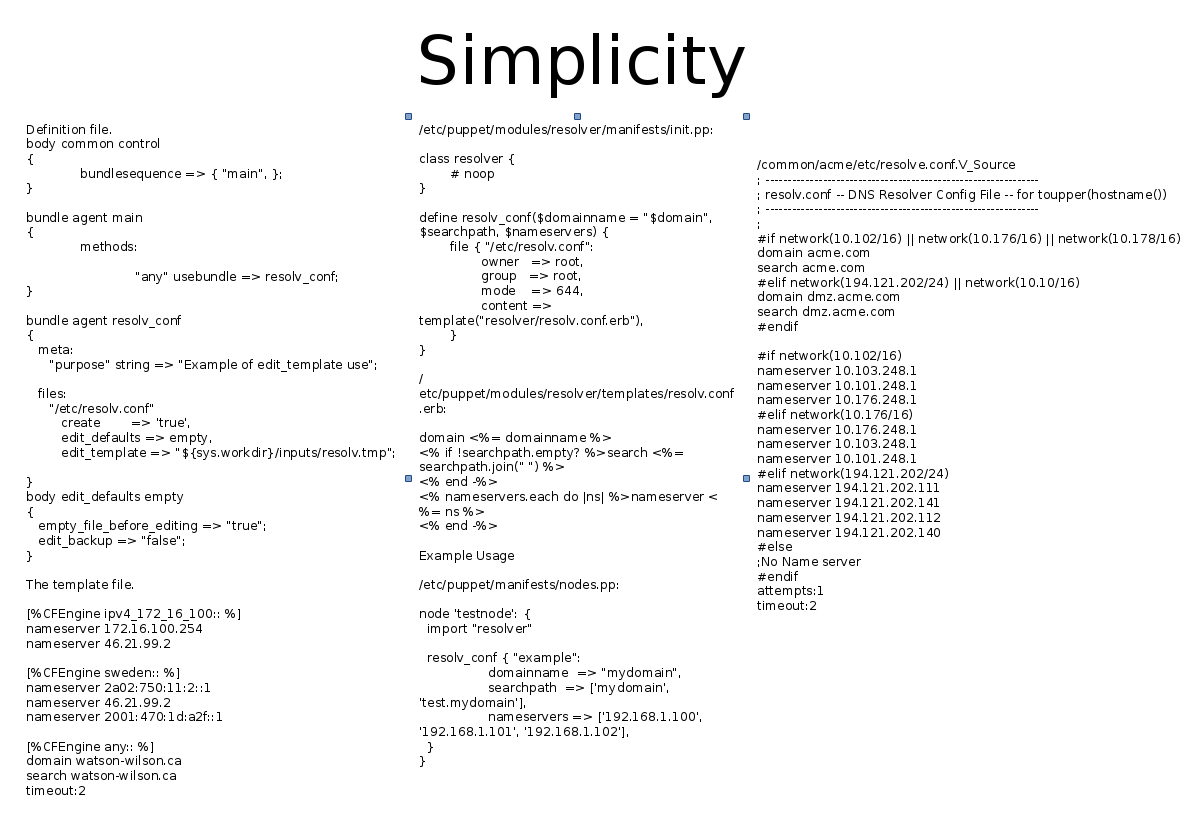 Simplicity
Definition file.
body common control
{
bundlesequence => { "main", };
}
bundle agent main
{
methods:
"any" usebundle => resolv_conf;
}
bundle agent resolv_conf
{
meta:
"purpose" string => "Example of edit_template use";
files:
"/etc/resolv.conf"
create => 'true',
edit_defaults => empty,
edit_template => "${sys.workdir}/inputs/resolv.tmp";
}
body edit_defaults empty
{
empty_file_before_editing => "true";
edit_backup => "false";
}
The template file.
[%CFEngine ipv4_172_16_100:: %]
nameserver 172.16.100.254
nameserver 46.21.99.2
[%CFEngine sweden:: %]
nameserver 2a02:750:11:2::1
nameserver 46.21.99.2
nameserver 2001:470:1d:a2f::1
[%CFEngine any:: %]
domain watson-wilson.ca
search watson-wilson.ca
timeout:2
/etc/puppet/modules/resolver/manifests/init.pp:
class resolver {
# noop
}
define resolv_conf($domainname = "$domain",
$searchpath, $nameservers) {
file { "/etc/resolv.conf":
owner => root,
group => root,
mode => 644,
content =>
template("resolver/resolv.conf.erb"),
}
}
/
etc/puppet/modules/resolver/templates/resolv.conf
.erb:
domain <%= domainname %>
<% if !searchpath.empty? %>search <%=
searchpath.join(" ") %>
<% end -%>
<% nameservers.each do |ns| %>nameserver <
%= ns %>
<% end -%>
Example Usage
/etc/puppet/manifests/nodes.pp:
node 'testnode': {
import "resolver"
resolv_conf { "example":
domainname => "mydomain",
searchpath => ['mydomain',
'test.mydomain'],
nameservers => ['192.168.1.100',
'192.168.1.101', '192.168.1.102'],
}
}
/common/acme/etc/resolve.conf.V_Source
; --------------------------------------------------------------
; resolv.conf -- DNS Resolver Config File -- for toupper(hostname())
; --------------------------------------------------------------
;
#if network(10.102/16) || network(10.176/16) || network(10.178/16)
domain acme.com
search acme.com
#elif network(194.121.202/24) || network(10.10/16)
domain dmz.acme.com
search dmz.acme.com
#endif
#if network(10.102/16)
nameserver 10.103.248.1
nameserver 10.101.248.1
nameserver 10.176.248.1
#elif network(10.176/16)
nameserver 10.176.248.1
nameserver 10.103.248.1
nameserver 10.101.248.1
#elif network(194.121.202/24)
nameserver 194.121.202.111
nameserver 194.121.202.141
nameserver 194.121.202.112
nameserver 194.121.202.140
#else
;No Name server
#endif
attempts:1
timeout:2